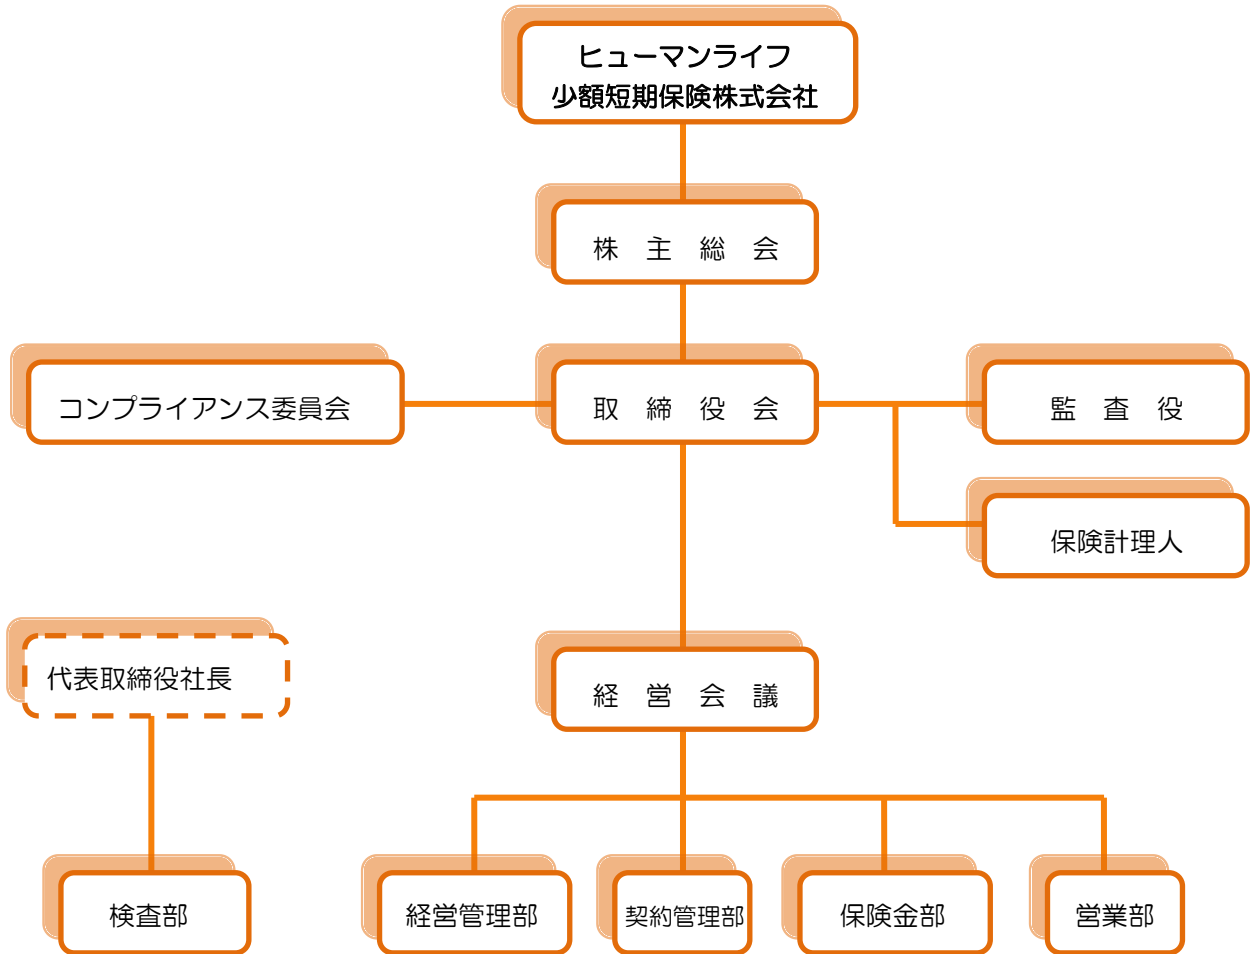 ヒューマンライフ
少額短期保険株式会社
株　主　総　会
コンプライアンス委員会
取　締　役　会
監　査　役
保険計理人
代表取締役社長
経　営　会　議
検査部
経営管理部
契約管理部
保険金部
営業部